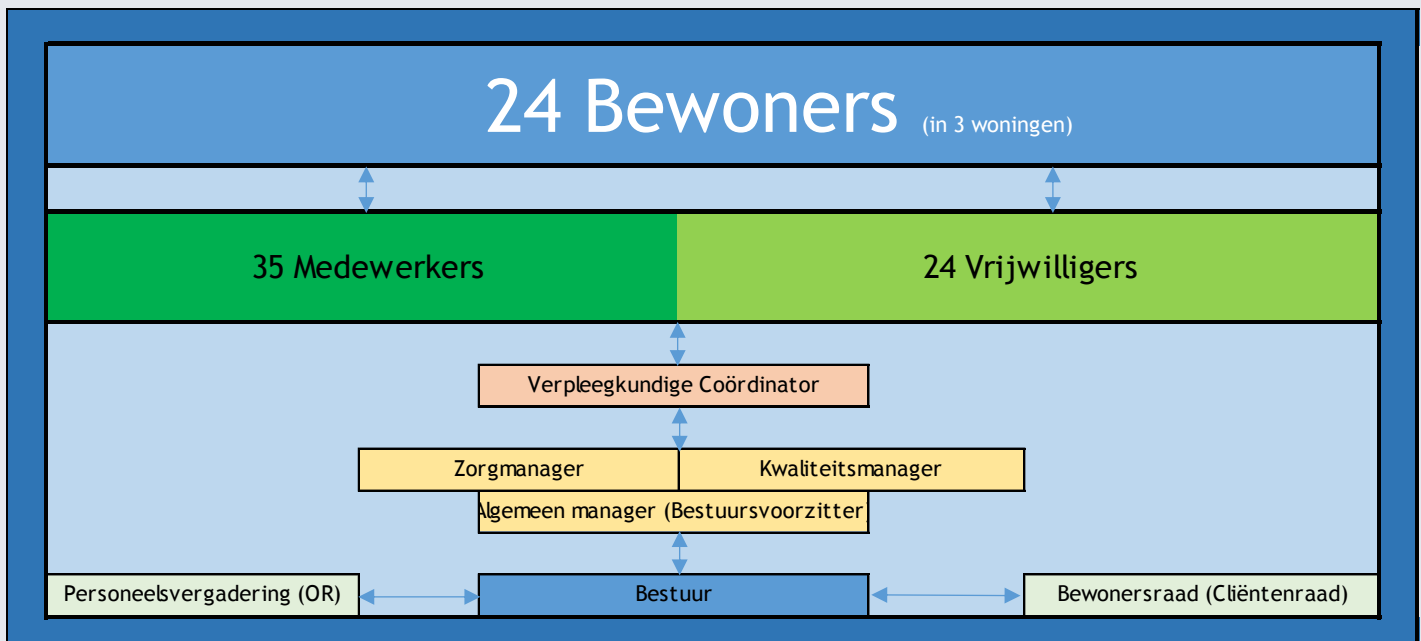 24 Bewoners (in 3 woningen)
35 Medewerkers
24 Vrijwilligers
Verpleegkundige Coördinator
Zorgmanager
Kwaliteitsmanager
Algemeen manager (Bestuursvoorzitter
Personeelsvergadering (OR)
Bestuur
Bewonersraad (Cliëntenraad)